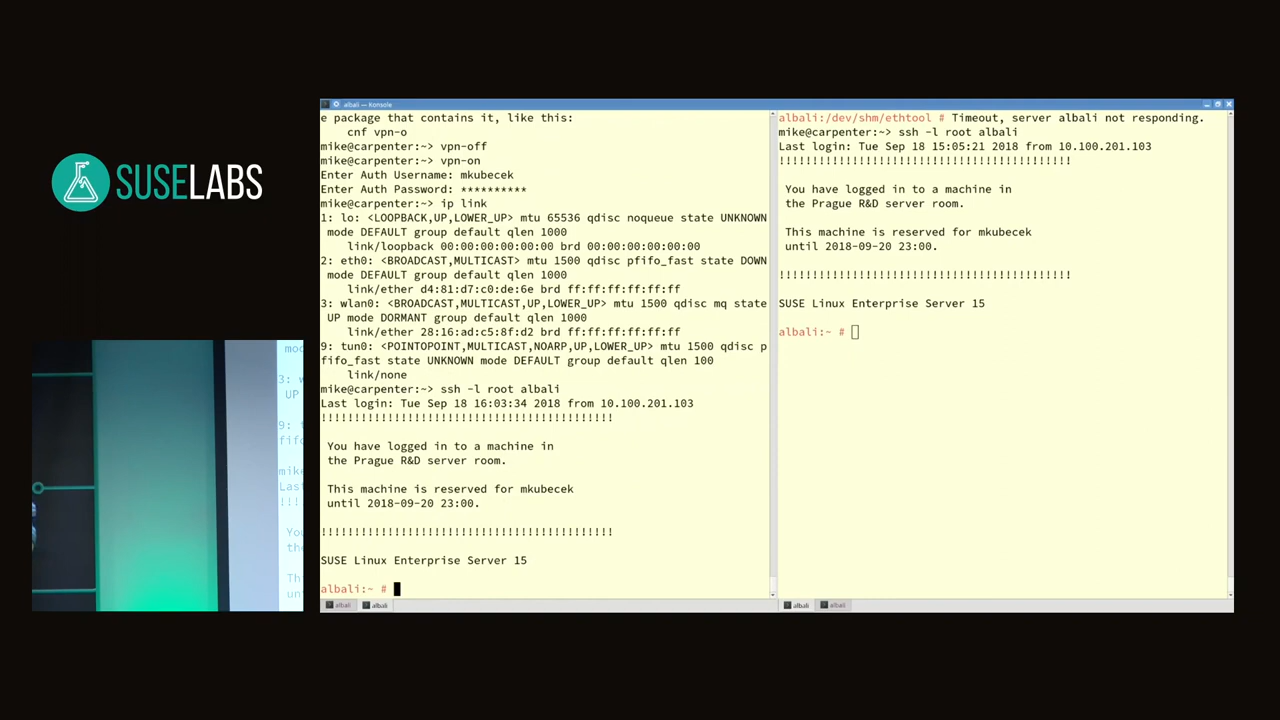 SUSELABS
albali — Konsole
e package that contains it, like this:
    cnf vpn-o
mike@carpenter:~> vpn-off
mike@carpenter:~> vpn-on
Enter Auth Username: mkubecek
Enter Auth Password: **********
mike@carpenter:~> ip link
1: lo: <LOOPBACK,UP,LOWER_UP> mtu 65536 qdisc noqueue state UNKNOWN
 mode DEFAULT group default qlen 1000
    link/loopback 00:00:00:00:00:00 brd 00:00:00:00:00:00
2: eth0: <BROADCAST,MULTICAST> mtu 1500 qdisc pfifo_fast state DOWN
 mode DEFAULT group default qlen 1000
    link/ether d4:81:d7:c0:de:6e brd ff:ff:ff:ff:ff:ff
3: wlan0: <BROADCAST,MULTICAST,UP,LOWER_UP> mtu 1500 qdisc mq state
 UP mode DORMANT group default qlen 1000
    link/ether 28:16:ad:c5:8f:d2 brd ff:ff:ff:ff:ff:ff
9: tun0: <POINTOPOINT,MULTICAST,NOARP,UP,LOWER_UP> mtu 1500 qdisc p
fifo_fast state UNKNOWN mode DEFAULT group default qlen 100
    link/none
mike@carpenter:~> ssh -l root albali
Last login: Tue Sep 18 16:03:34 2018 from 10.100.201.103
!!!!!!!!!!!!!!!!!!!!!!!!!!!!!!!!!!!!!!!!!!!!
 You have logged in to a machine in
 the Prague R&D server room.
 This machine is reserved for mkubecek
 until 2018-09-20 23:00.
!!!!!!!!!!!!!!!!!!!!!!!!!!!!!!!!!!!!!!!!!!!!
SUSE Linux Enterprise Server 15
albali:~ #
albali
albali
albali:/dev/shm/ethtool # Timeout, server albali not responding.
mike@carpenter:~> ssh -l root albali
Last login: Tue Sep 18 15:05:21 2018 from 10.100.201.103
!!!!!!!!!!!!!!!!!!!!!!!!!!!!!!!!!!!!!!!!!!!!
 You have logged in to a machine in
 the Prague R&D server room.
 This machine is reserved for mkubecek
 until 2018-09-20 23:00.
!!!!!!!!!!!!!!!!!!!!!!!!!!!!!!!!!!!!!!!!!!!!
SUSE Linux Enterprise Server 15
albali:~ #
albali
albali